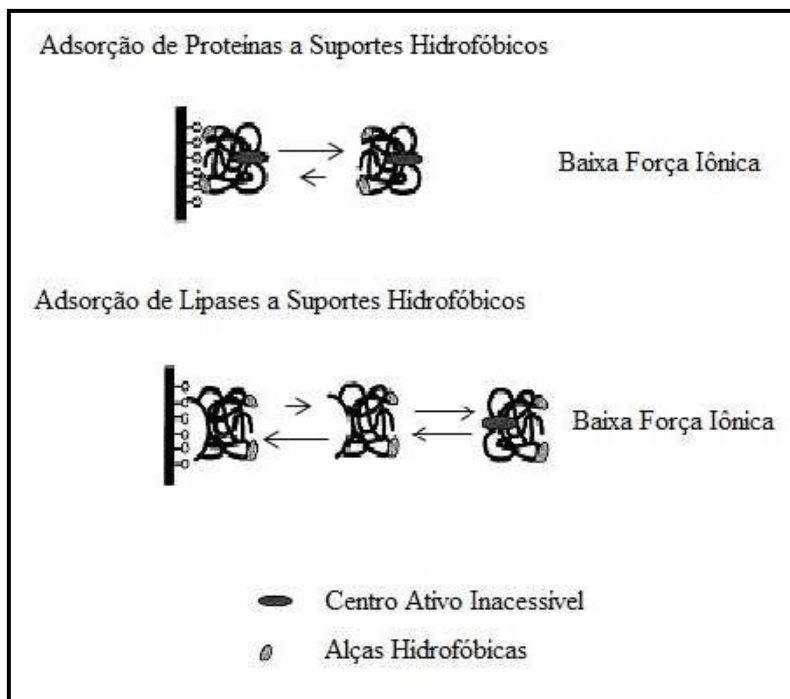 Adsorção de Proteinas a Suportes Hidrofóbicos
Baixa Força Iônica
Adsorção de Lipases a Suportes Hidrofóbicos
Baixa Força Iônica
Centro Ativo Inacessível
Alças Hidrofóbicas